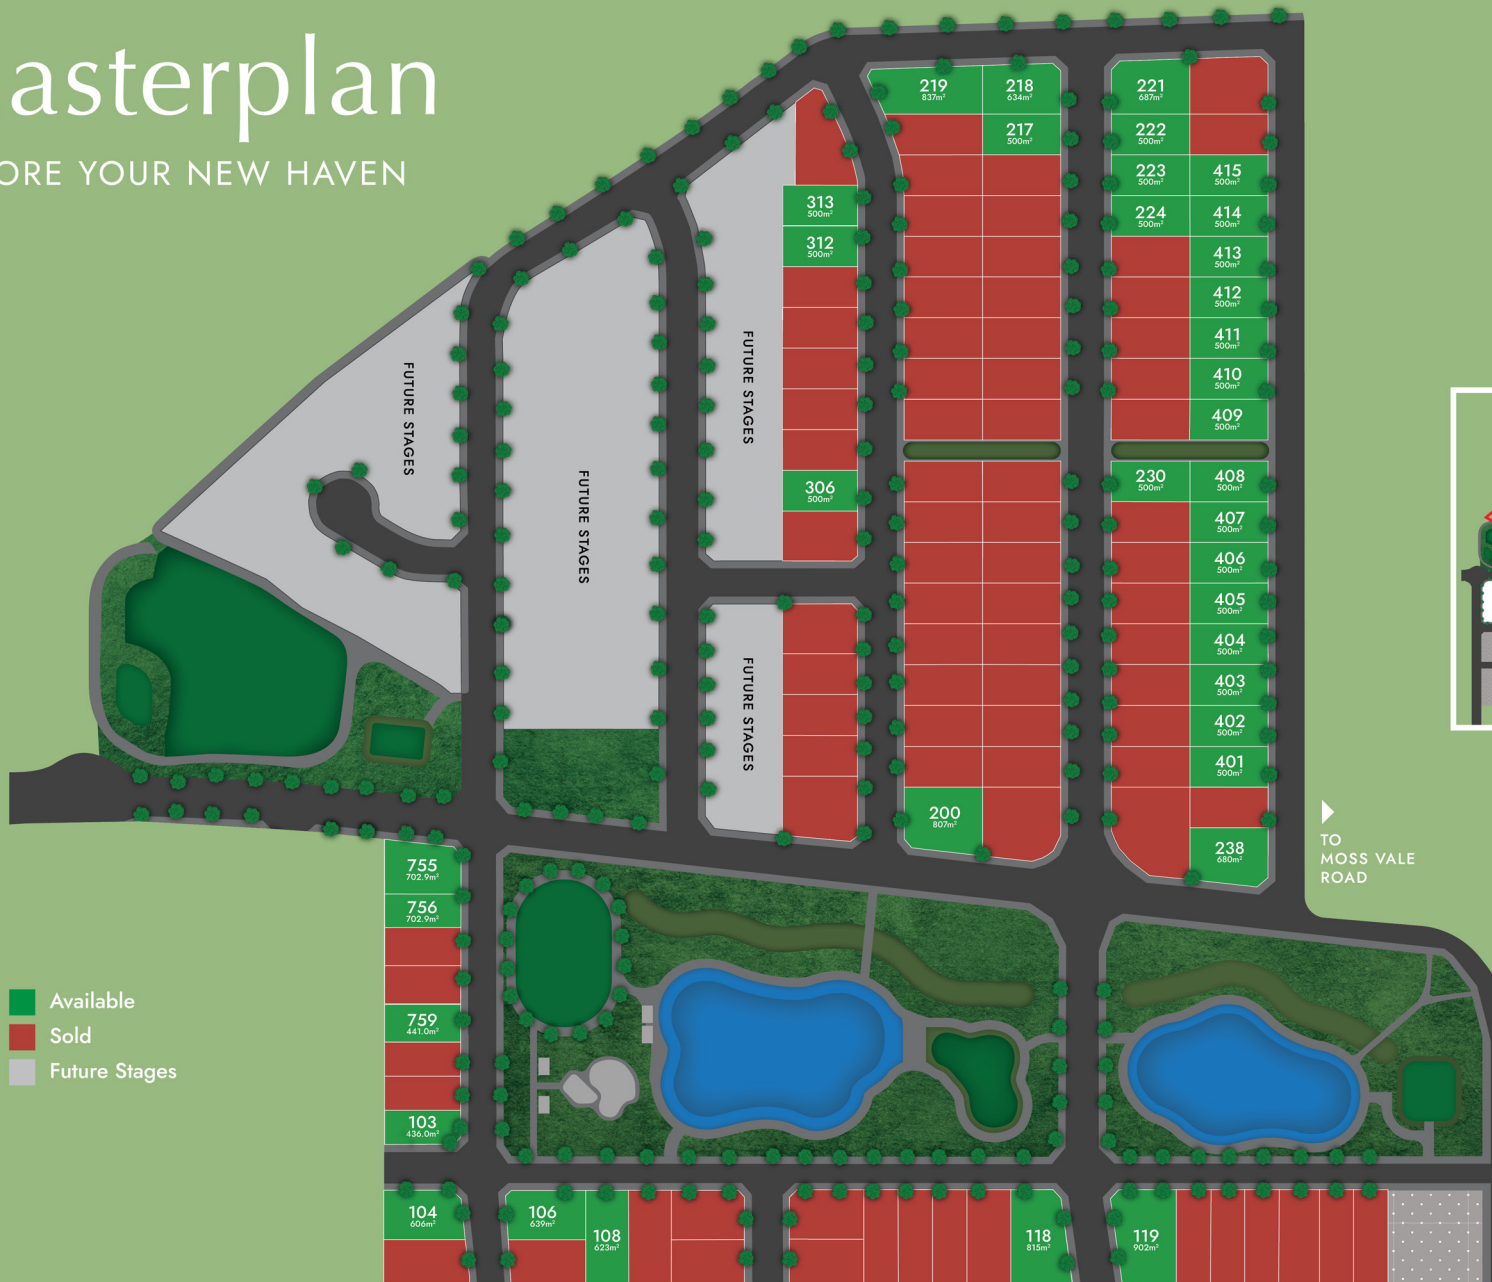 asterplan
ORE YOUR NEW HAVEN
219
837m²
218
634m²
217
500m²
221
687m²
222
500m²
223
500m²
415
500m²
224
500m²
414
500m²
413
500m²
412
500m²
411
500m²
410
500m²
409
500m²
313
500m²
312
500m²
306
500m²
FUTURE STAGES
FUTURE STAGES
FUTURE STAGES
FUTURE STAGES
230
500m²
408
500m²
407
500m²
406
500m²
405
500m²
404
500m²
403
500m²
402
500m²
401
500m²
200
807m²
238
680m²
TO
MOSS VALE
ROAD
755
702.9m²
756
702.9m²
759
441.0m²
103
436.0m²
Available
Sold
Future Stages
104
606m²
106
639m²
108
623m²
118
815m²
119
902m²